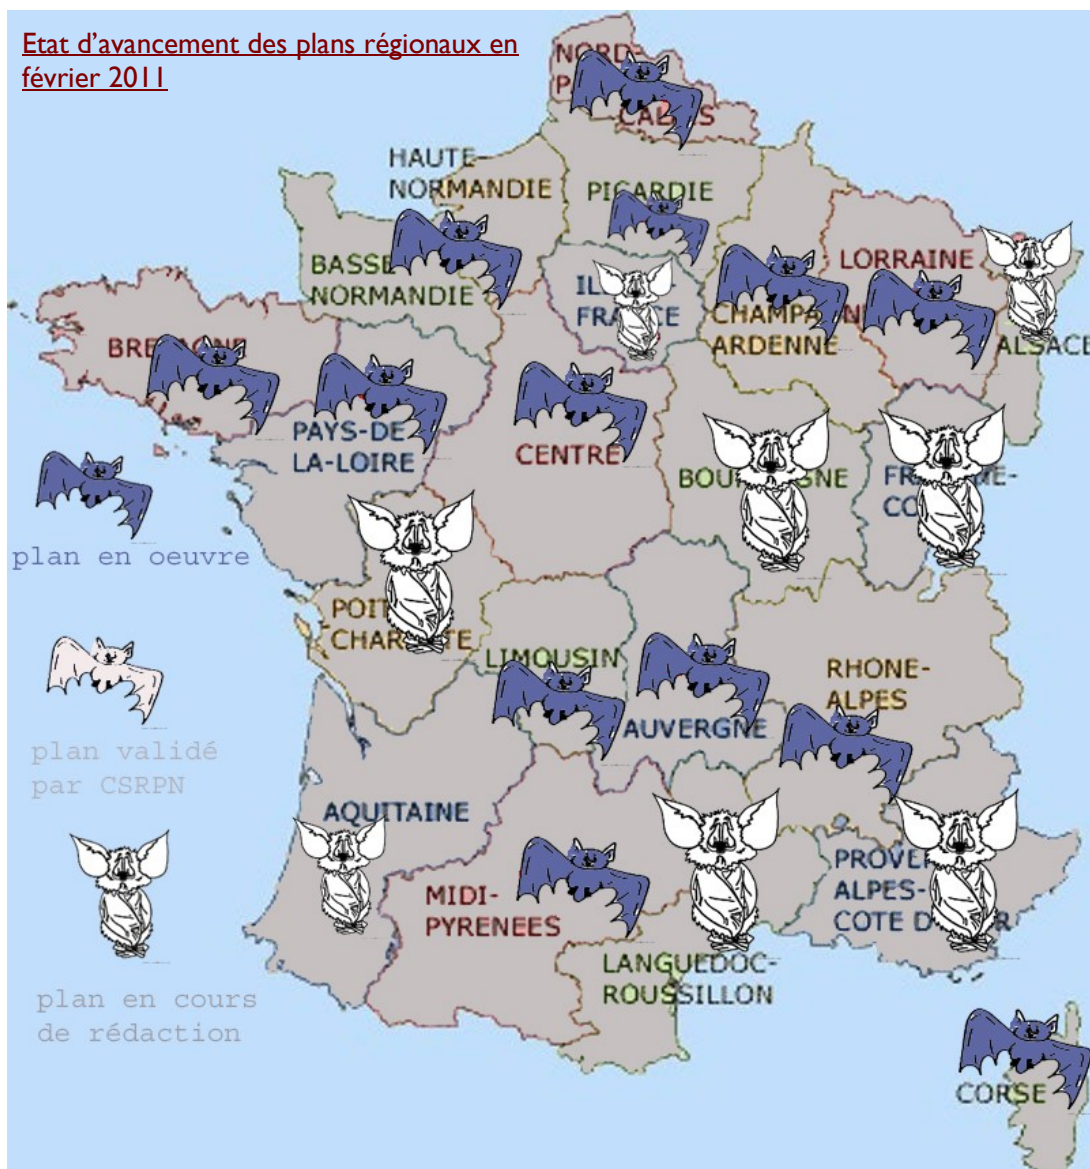 Etat d'avancement des plans régionaux en
février 2011
HAUTE-
NORMANDIE
PICARDIE
BASSE
NORMANDIE
LORRAINE
ARDENNE
ALSACE
PAYS-DE
LA-LOIRE
CENTRE
plan en oeuvre
LIMOUSIN
RHONE-
ALPES
AUVERGNE
plan validé
par CSRPN
AQUITAINE
MIDI-
PYRENEES
ALPES-
LANGUEDOC-
ROUSSILLON
plan en cours
de rédaction
CORSE